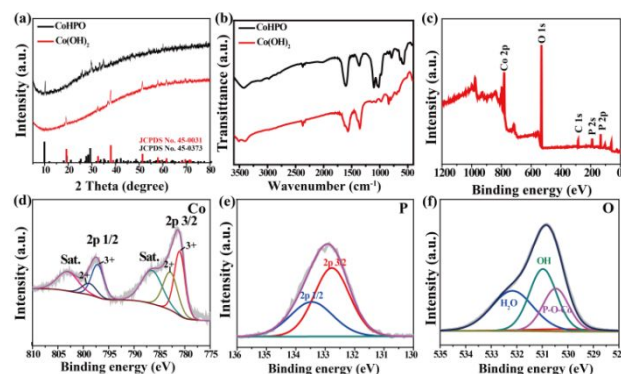 (a)
CoHPO
Co(OH)₂
Intensity (a.u.)
JCPDS No. 45-0031
JCPDS No. 45-0373
0 10 20 30 40 50 60 70 80
2 Theta (degree)
(b)
CoHPO
Co(OH)₂
Transittance (a.u.)
3500 3000 2500 2000 1500 1000 500
Wavenumber (cm⁻¹)
(c)
Co 2p
O 1s
C 1s
P 2s
P 2p
Intensity (a.u.)
1200 1000 800 600 400 200 0
Binding energy (eV)
(d)
Co
2p 3/2
2p 1/2
Sat.
2+
3+
Sat.
2+
3+
Intensity (a.u.)
810 805 800 795 790 785 780 775
Binding energy (eV)
(e)
P
2p 3/2
2p 1/2
Intensity (a.u.)
136 135 134 133 132 131 130
Binding energy (eV)
(f)
O
OH
H₂O
P-O-Co
Intensity (a.u.)
535 534 533 532 531 530 529
Binding energy (eV)